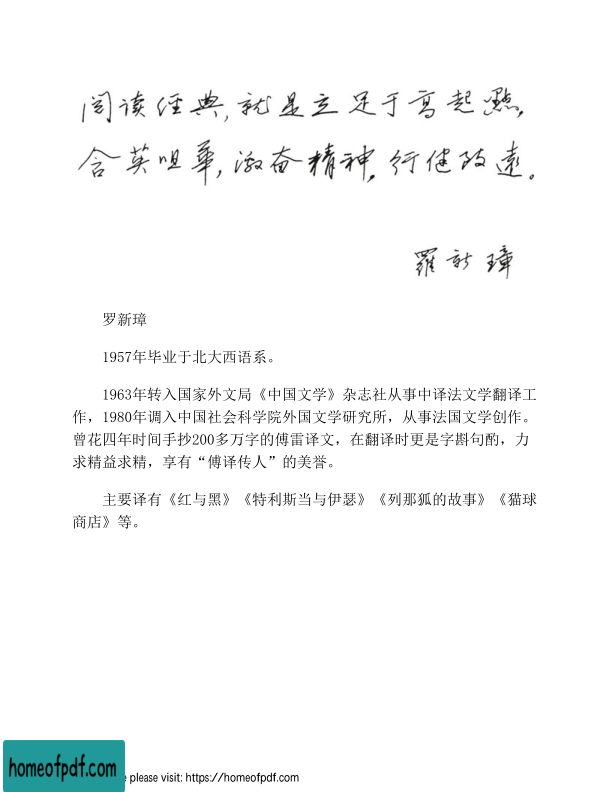 阅读经典,就是立足于高起點,
含英咀華,激奋精神,行健致遠。
羅新璋
罗新璋
1957年毕业于北大西语系。
1963年转入国家外文局《中国文学》杂志社从事中译法文学翻译工
作，1980年调入中国社会科学院外国文学研究所，从事法国文学创作。
曾花四年时间手抄200多万字的傅雷译文，在翻译时更是字斟句酌，力
求精益求精，享有“傅译传人”的美誉。
主要译有《红与黑》《特利斯当与伊瑟》《列那狐的故事》《猫球
商店》等。
homeofpdf.com
e please visit: https://homeofpdf.com